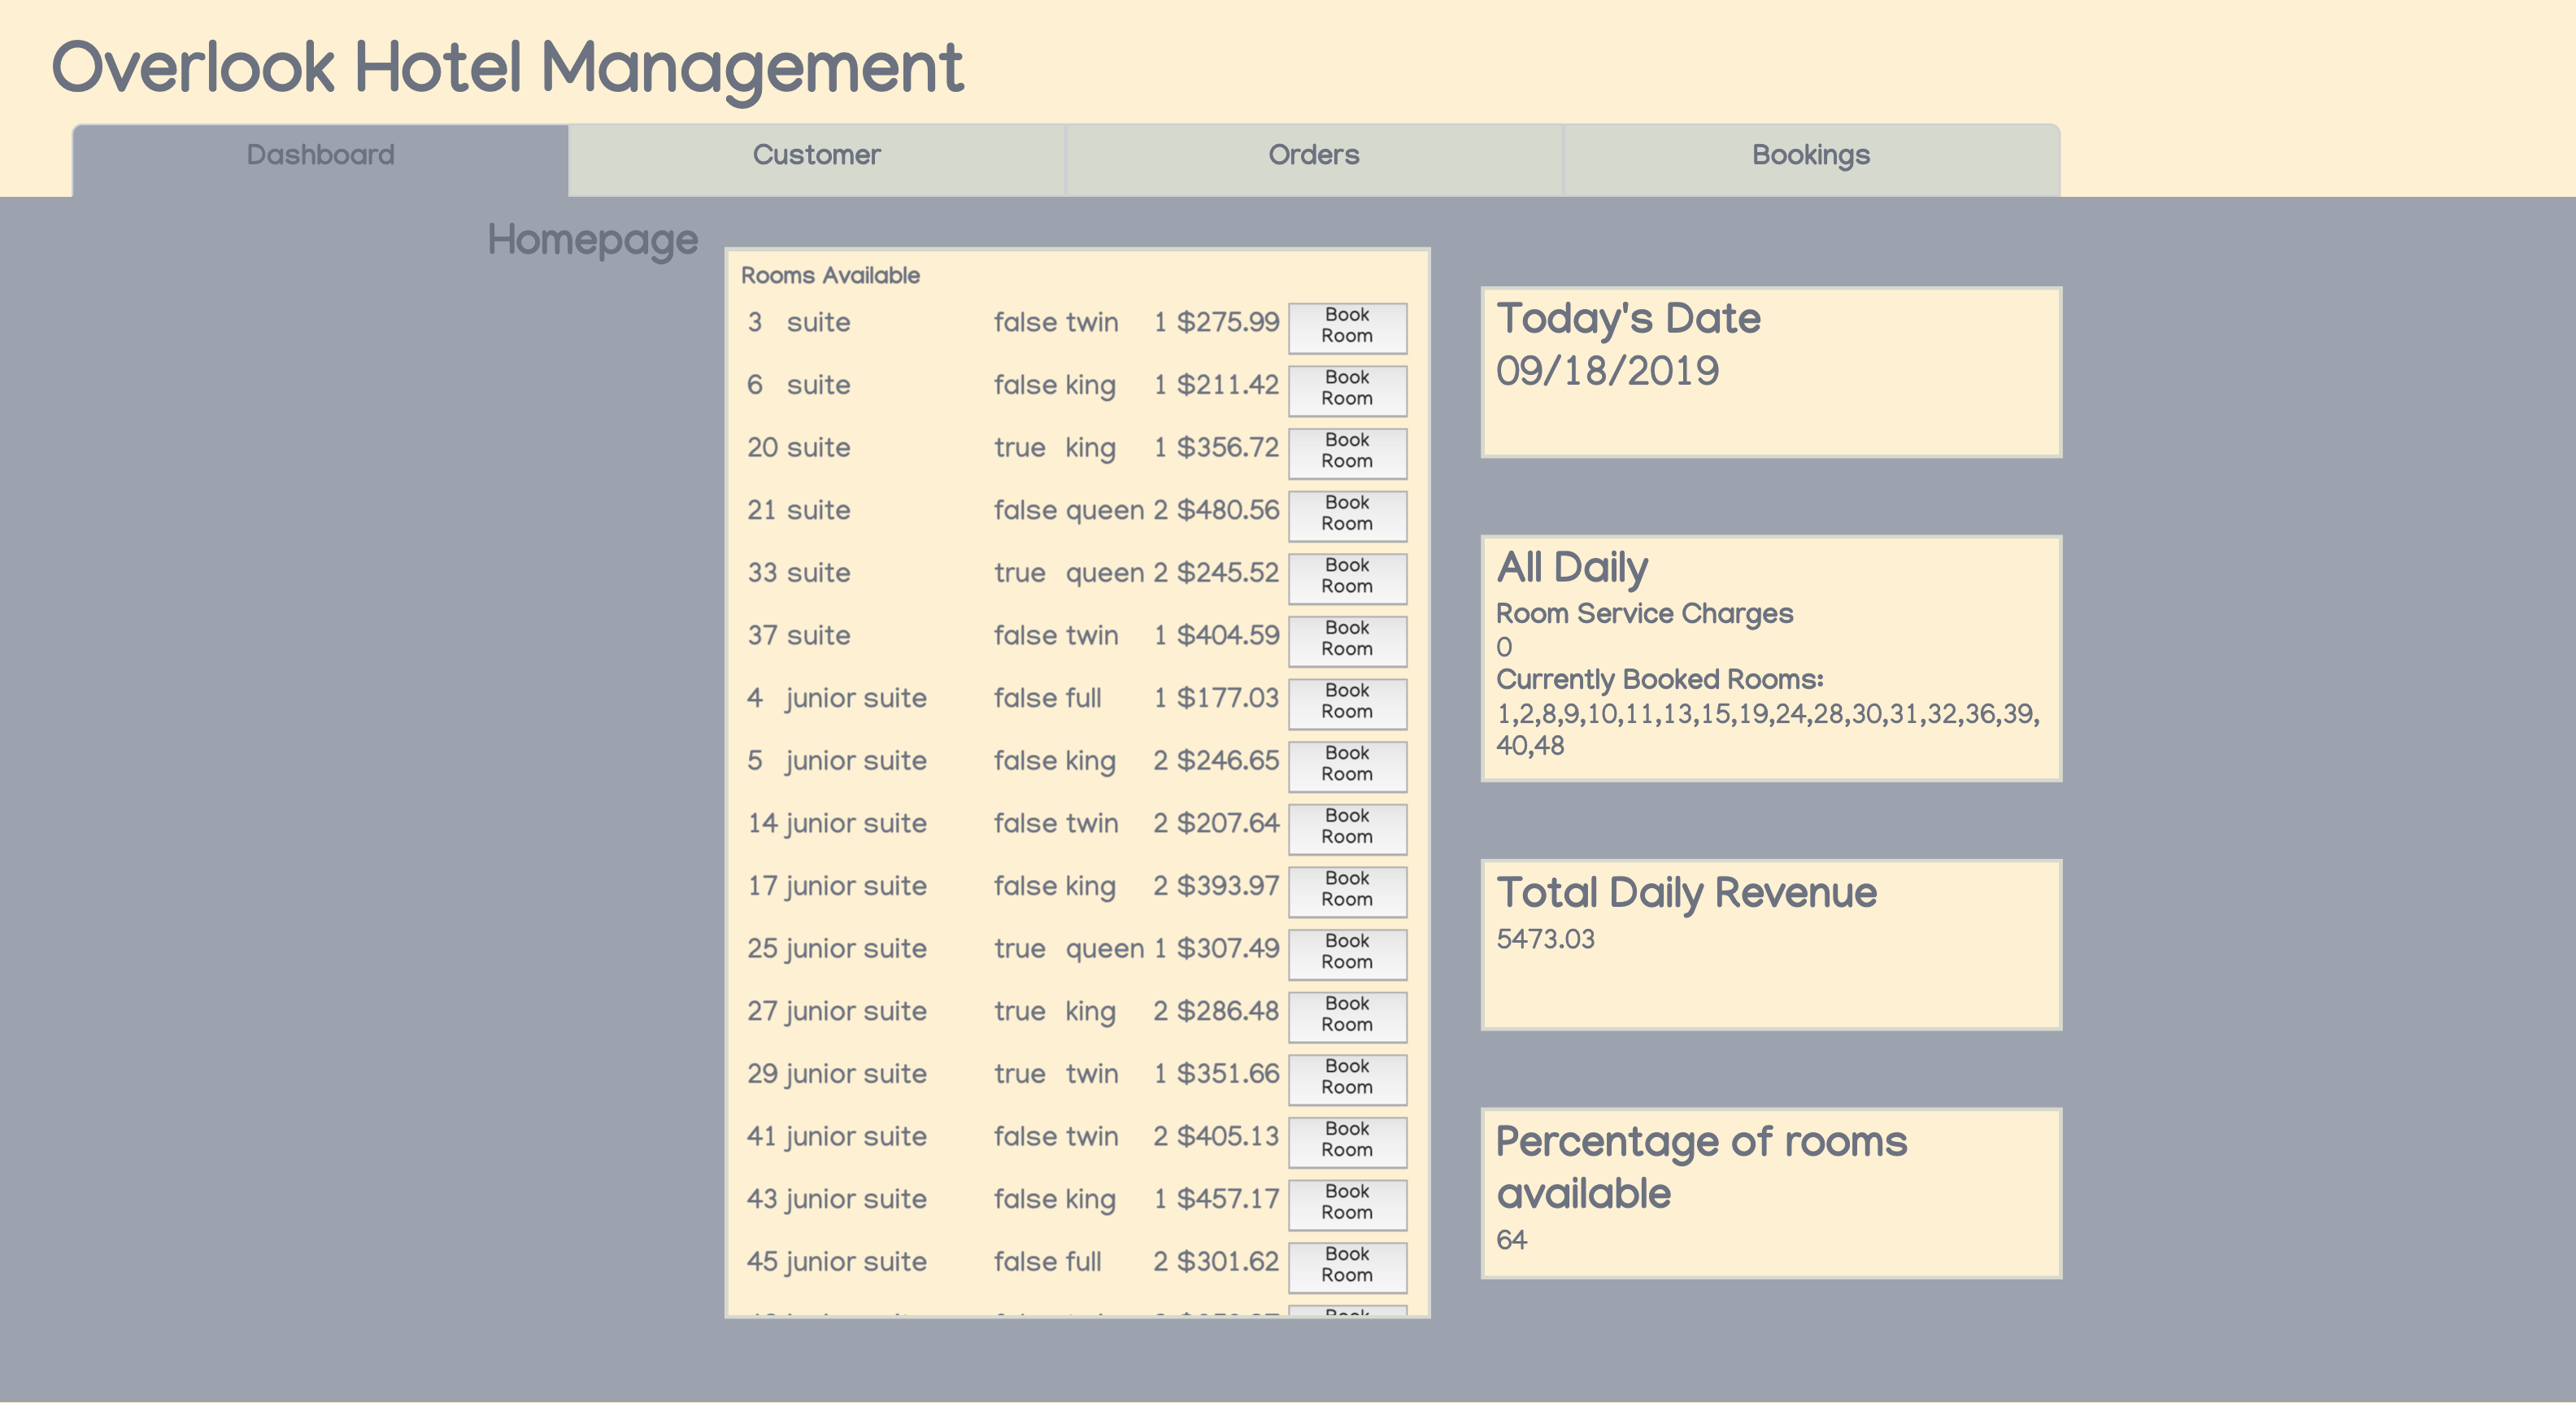 Overlook Hotel Management
Dashboard
Customer
Orders
Bookings
Homepage
Rooms Available
3 suite false twin 1 $275.99 Book Room
6 suite false king 1 $211.42 Book Room
20 suite true king 1 $356.72 Book Room
21 suite false queen 2 $480.56 Book Room
33 suite true queen 2 $245.52 Book Room
37 suite false twin 1 $404.59 Book Room
4 junior suite false full 1 $177.03 Book Room
5 junior suite false king 2 $246.65 Book Room
14 junior suite false twin 2 $207.64 Book Room
17 junior suite false king 2 $393.97 Book Room
25 junior suite true queen 1 $307.49 Book Room
27 junior suite true king 2 $286.48 Book Room
29 junior suite true twin 1 $351.66 Book Room
41 junior suite false twin 2 $405.13 Book Room
43 junior suite false king 1 $457.17 Book Room
45 junior suite false full 2 $301.62 Book Room
Today's Date
09/18/2019
All Daily
Room Service Charges
0
Currently Booked Rooms:
1,2,8,9,10,11,13,15,19,24,28,30,31,32,36,39,
40,48
Total Daily Revenue
5473.03
Percentage of rooms
available
64